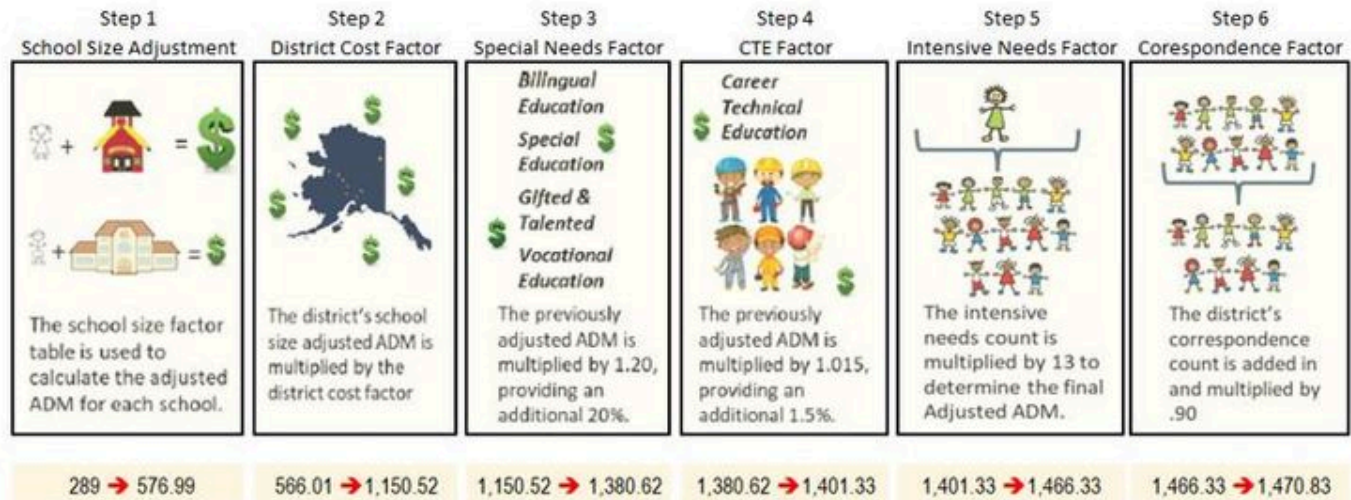 Step 1
School Size Adjustment
+ =
+ =
The school size factor
table is used to
calculate the adjusted
ADM for each school.
289 ➔ 576.99
Step 2
District Cost Factor
The district's school
size adjusted ADM is
multiplied by the
district cost factor
566.01 ➔ 1,150.52
Step 3
Special Needs Factor
Bilingual
Education
Special
Education
Gifted &
Talented
Vocational
Education
The previously
adjusted ADM is
multiplied by 1.20,
providing an
additional 20%.
1,150.52 ➔ 1,380.62
Step 4
CTE Factor
Career
Technical
Education
The previously
adjusted ADM is
multiplied by 1.015,
providing an
additional 1.5%.
1,380.62 ➔ 1,401.33
Step 5
Intensive Needs Factor
The intensive
needs count is
multiplied by 13 to
determine the final
Adjusted ADM.
1,401.33 ➔ 1,466.33
Step 6
Corespondence Factor
The district's
correspondence
count is added in
and multiplied by
.90
1,466.33 ➔ 1,470.83